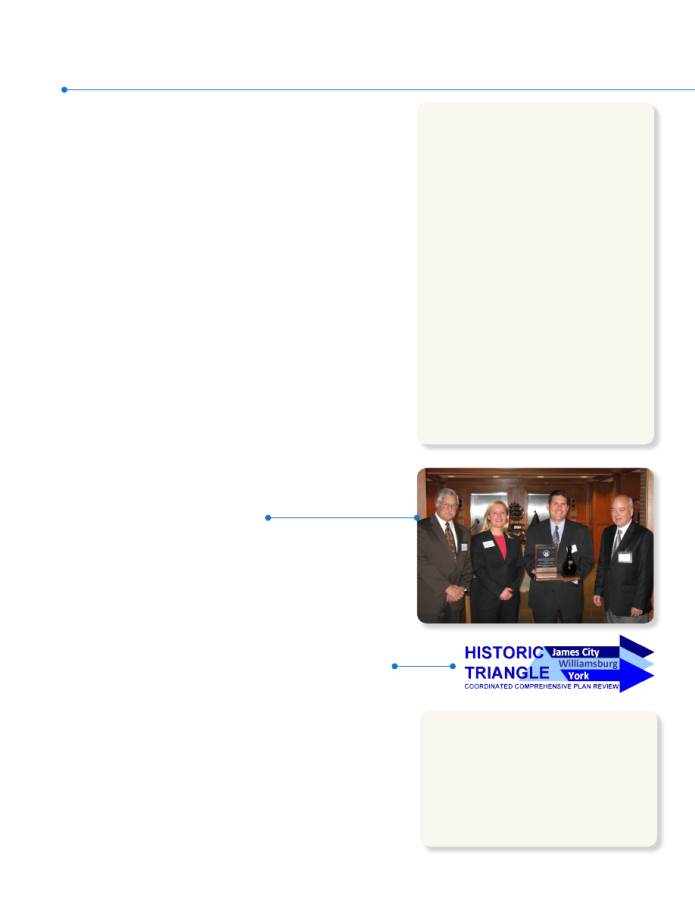 HISTORIC
TRIANGLE
James City
Williamsburg
York
COORDINATED COMPREHENSIVE PLAN REVIEW